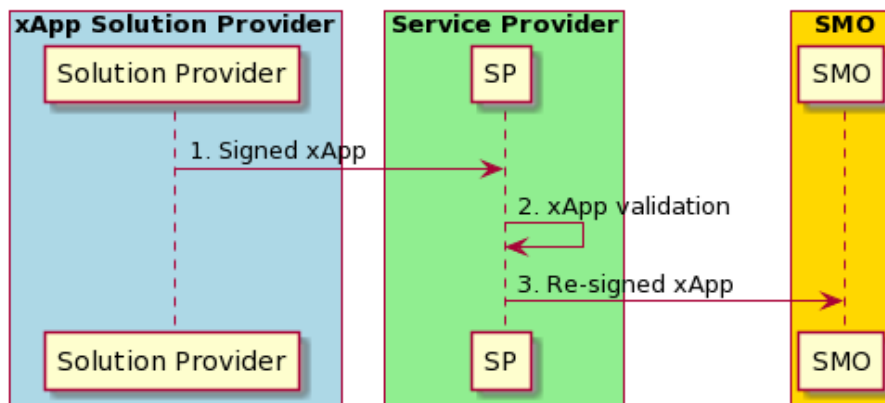 xApp Solution Provider
Service Provider
SMO
Solution Provider
SP
SMO
1. Signed xApp
2. xApp validation
3. Re-signed xApp
Solution Provider
SP
SMO